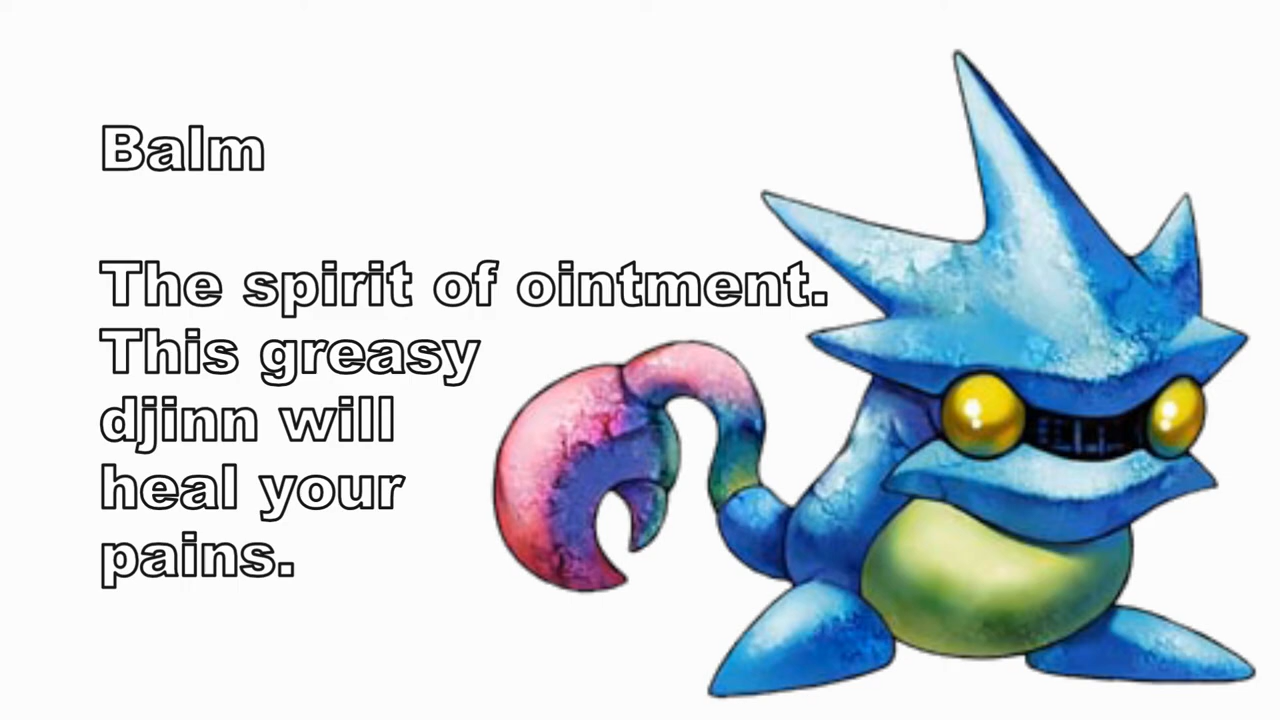 Balm
The spirit of ointment.
This greasy
djinn will
heal your
pains.